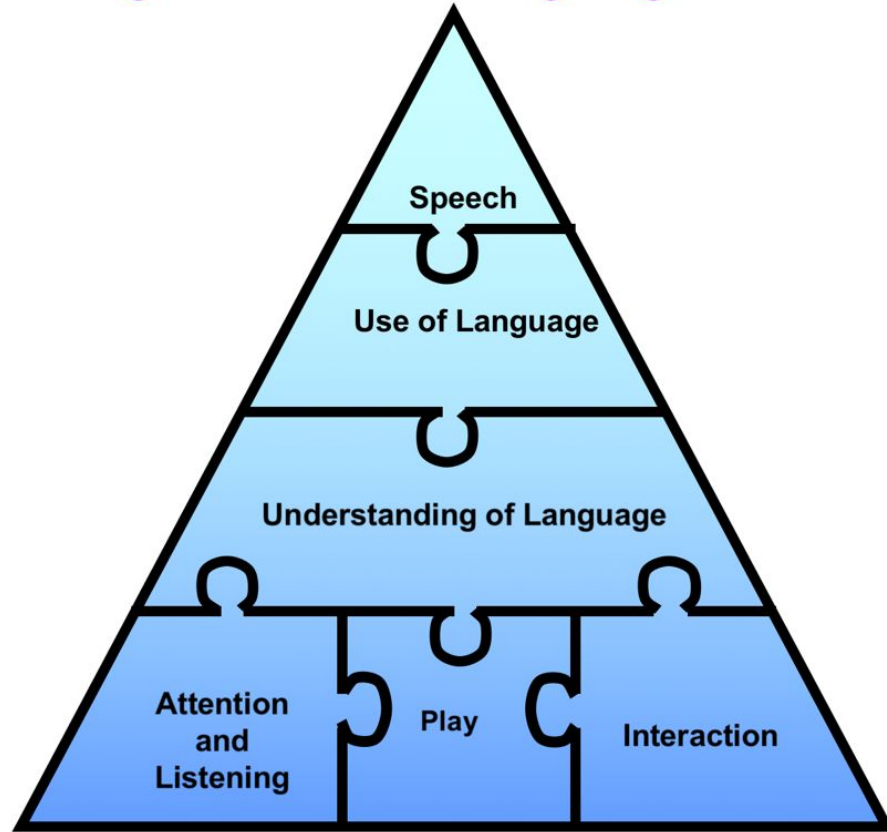 Speech
Use of Language
Understanding of Language
Attention
and
Listening
Play
Interaction